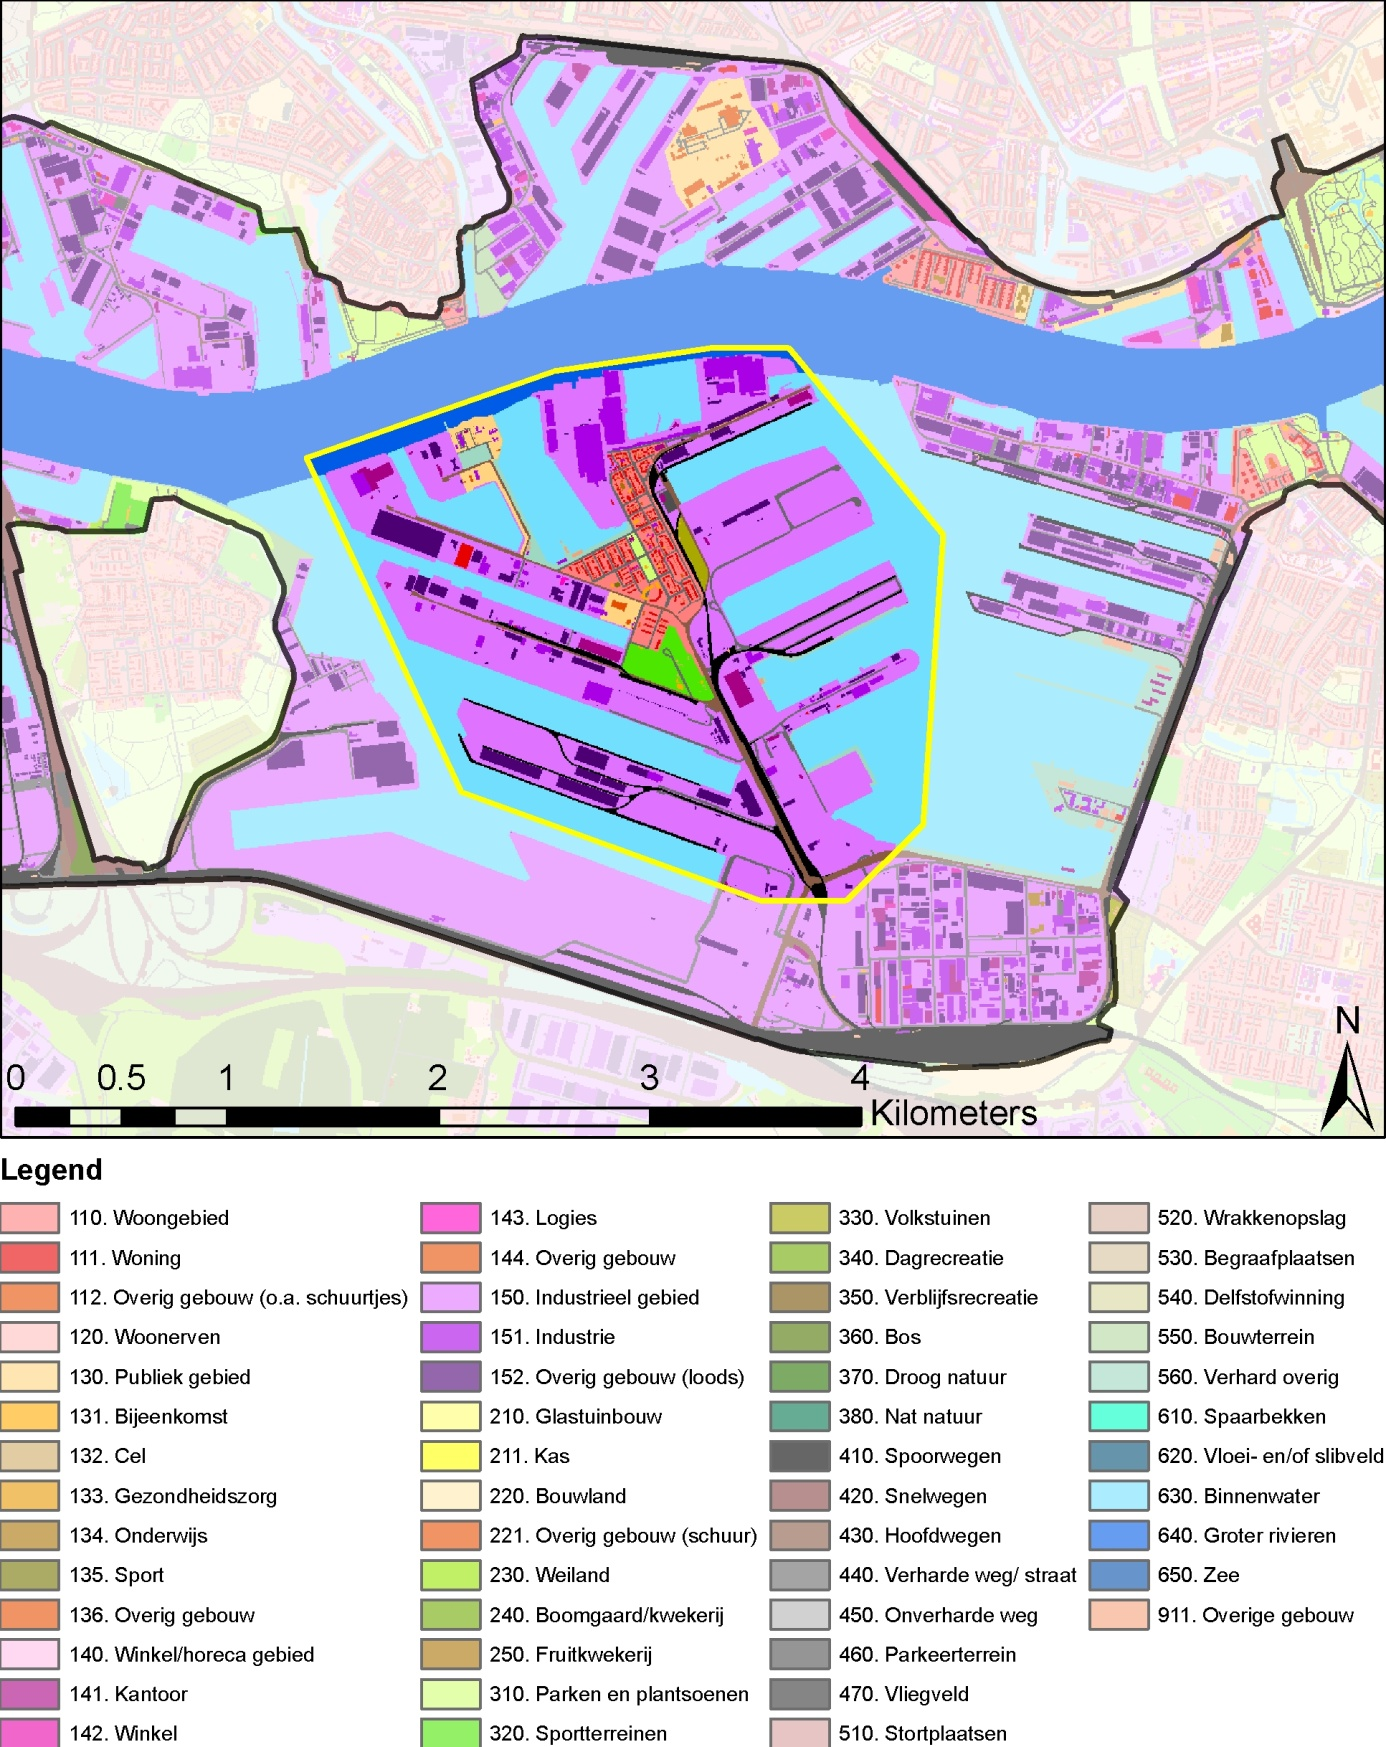 N
0 0.5 1 2 3 4
Kilometers
Legend
110. Woongebied
111. Woning
112. Overig gebouw (o.a. schuurtjes)
120. Woonerven
130. Publiek gebied
131. Bijeenkomst
132. Cel
133. Gezondheidszorg
134. Onderwijs
135. Sport
136. Overig gebouw
140. Winkel/horeca gebied
141. Kantoor
142. Winkel
143. Logies
144. Overig gebouw
150. Industrieel gebied
151. Industrie
152. Overig gebouw (loods)
210. Glastuinbouw
211. Kas
220. Bouwland
221. Overig gebouw (schuur)
230. Weiland
240. Boomgaard/kwekerij
250. Fruitkwekerij
310. Parken en plantsoenen
320. Sportterreinen
330. Volkstuinen
340. Dagrecreatie
350. Verblijfsrecreatie
360. Bos
370. Droog natuur
380. Nat natuur
410. Spoorwegen
420. Snelwegen
430. Hoofdwegen
440. Verharde weg/ straat
450. Onverharde weg
460. Parkeerterrein
470. Vliegveld
510. Stortplaatsen
520. Wrakkenopslag
530. Begraafplaatsen
540. Delfstofwinning
550. Bouwterrein
560. Verhard overig
610. Spaarbekken
620. Vloei- en/of slibveld
630. Binnenwater
640. Groter rivieren
650. Zee
911. Overige gebouw